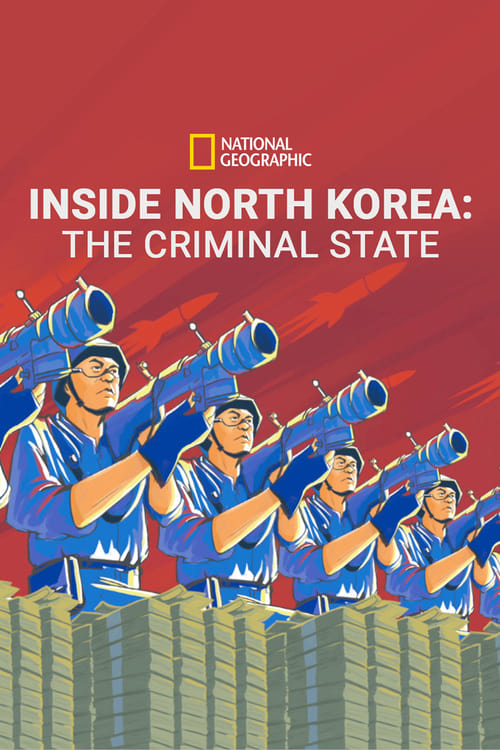 NATIONAL
GEOGRAPHIC
INSIDE NORTH KOREA:
THE CRIMINAL STATE